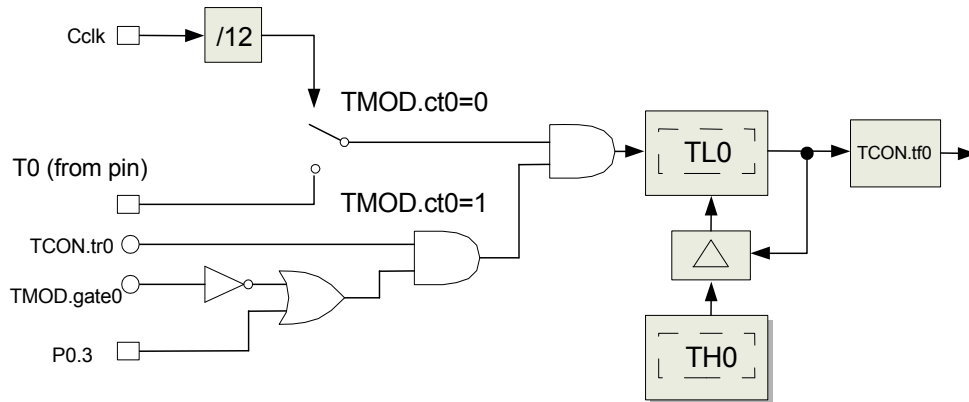 Cclk
/12
TMOD.ct0=0
T0 (from pin)
TMOD.ct0=1
TL0
TCON.tf0
TCON.tr0
TMOD.gate0
P0.3
TH0